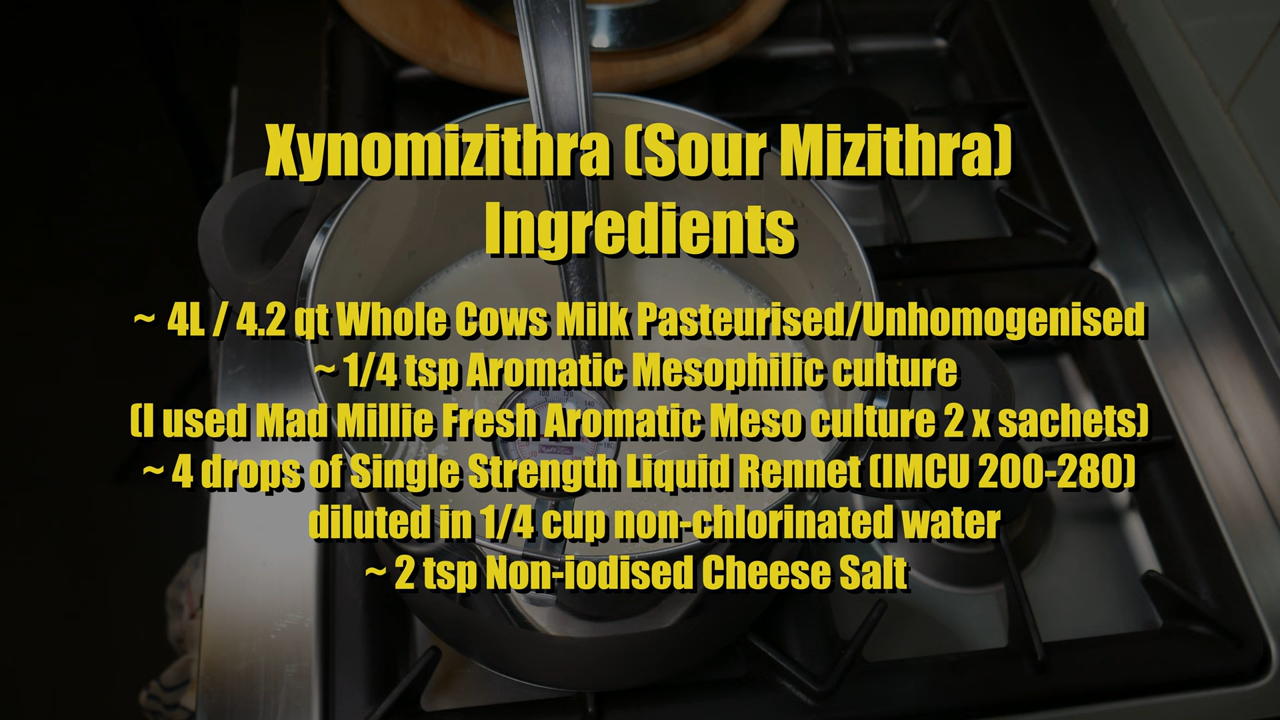 Xynomizithra (Sour Mizithra)
Ingredients
~ 4L / 4.2 qt Whole Cows Milk Pasteurised/Unhomogenised
~ 1/4 tsp Aromatic Mesophilic culture
(I used Mad Millie Fresh Aromatic Meso culture 2 x sachets)
~ 4 drops of Single Strength Liquid Rennet (IMCU 200-280)
diluted in 1/4 cup non-chlorinated water
~ 2 tsp Non-iodised Cheese Salt